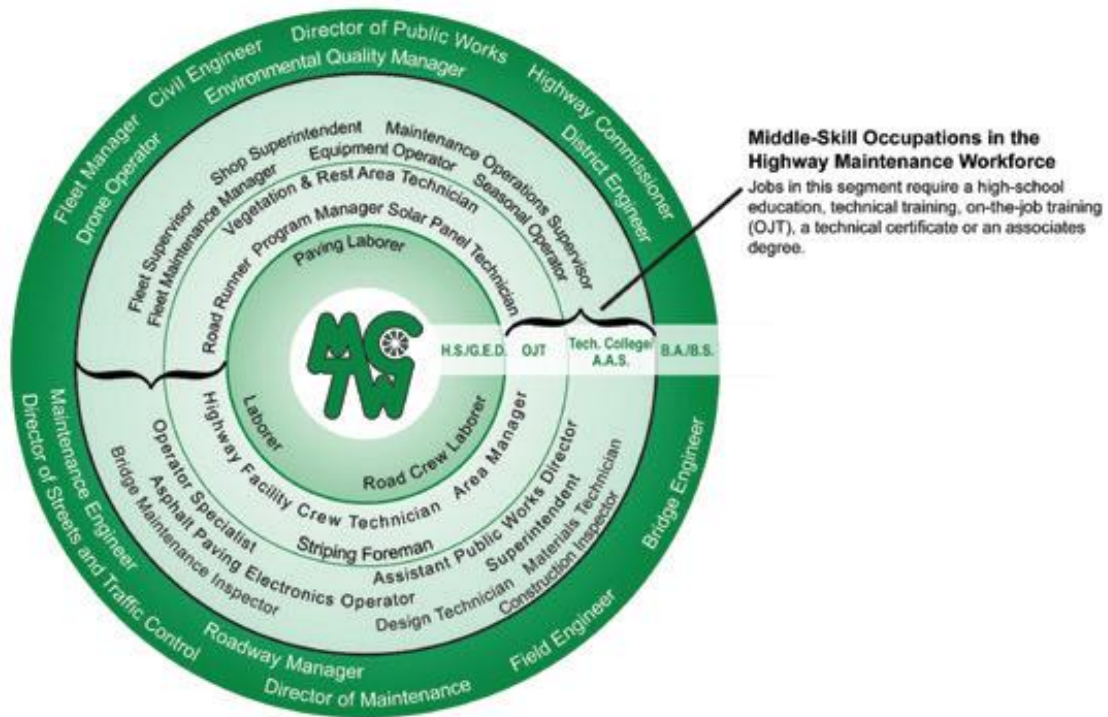 Director of Public Works
Civil Engineer
Environmental Quality Manager
Highway Commissioner
Fleet Manager
Drone Operator
District Engineer
Shop Superintendent
Maintenance Operations Supervisor
Equipment Operator
Fleet Supervisor
Fleet Maintenance Manager
Vegetation & Rest Area Technician
Seasonal Operator
Road Runner
Program Manager
Solar Panel Technician
Paving Laborer
Middle-Skill Occupations in the
Highway Maintenance Workforce
Jobs in this segment require a high-school
education, technical training, on-the-job training
(OJT), a technical certificate or an associates
degree.
MCTW
H.S./G.E.D.
OJT
Tech. College/
A.A.S.
B.A./B.S.
Laborer
Road Crew Laborer
Highway Facility Crew Technician
Area Manager
Operator Specialist
Striping Foreman
Assistant Public Works Director
Superintendent
Asphalt Paving Electronics Operator
Bridge Maintenance Inspector
Design Technician
Materials Technician
Construction Inspector
Maintenance Engineer
Director of Streets and Traffic Control
Bridge Engineer
Roadway Manager
Field Engineer
Director of Maintenance